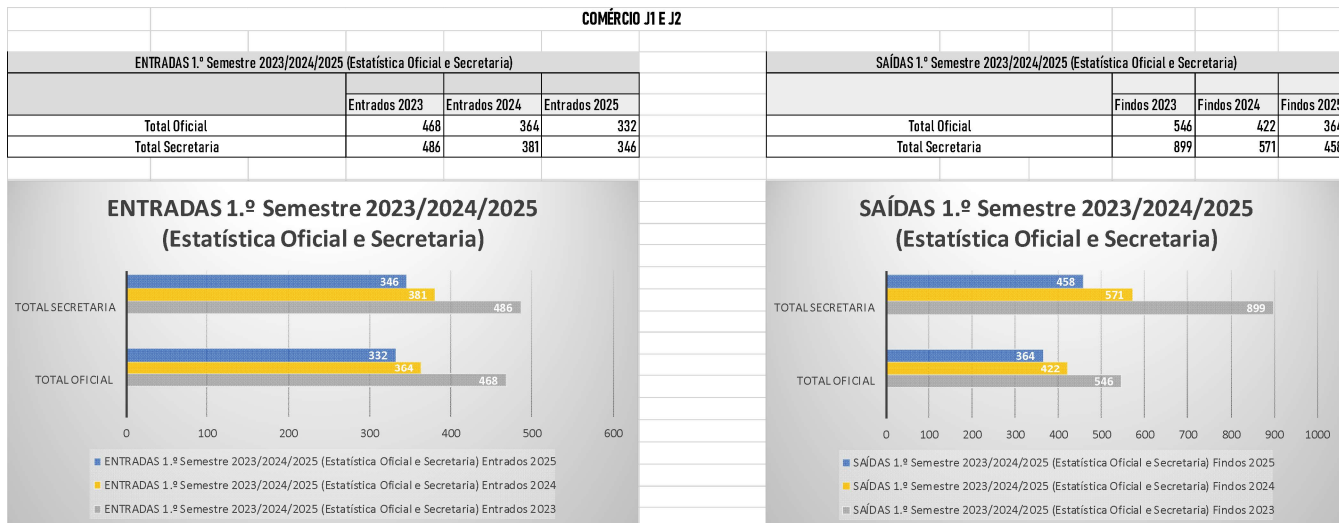 COMÉRCIO J1 E J2
ENTRADAS 1.º Semestre 2023/2024/2025 (Estatística Oficial e Secretaria)
Entrados 2023 Entrados 2024 Entrados 2025
Total Oficial 468 364 332
Total Secretaria 486 381 346
SAÍDAS 1.º Semestre 2023/2024/2025 (Estatística Oficial e Secretaria)
Findos 2023 Findos 2024 Findos 2025
Total Oficial 546 422 364
Total Secretaria 899 571 458
ENTRADAS 1.º Semestre 2023/2024/2025
(Estatística Oficial e Secretaria)
346
381
TOTAL SECRETARIA 486
332
364
TOTAL OFICIAL 468
0 100 200 300 400 500 600
ENTRADAS 1.º Semestre 2023/2024/2025 (Estatística Oficial e Secretaria) Entrados 2025
ENTRADAS 1.º Semestre 2023/2024/2025 (Estatística Oficial e Secretaria) Entrados 2024
ENTRADAS 1.º Semestre 2023/2024/2025 (Estatística Oficial e Secretaria) Entrados 2023
SAÍDAS 1.º Semestre 2023/2024/2025
(Estatística Oficial e Secretaria)
458
571
TOTAL SECRETARIA 899
364
422
TOTAL OFICIAL 546
0 100 200 300 400 500 600 700 800 900 1000
SAÍDAS 1.º Semestre 2023/2024/2025 (Estatística Oficial e Secretaria) Findos 2025
SAÍDAS 1.º Semestre 2023/2024/2025 (Estatística Oficial e Secretaria) Findos 2024
SAÍDAS 1.º Semestre 2023/2024/2025 (Estatística Oficial e Secretaria) Findos 2023